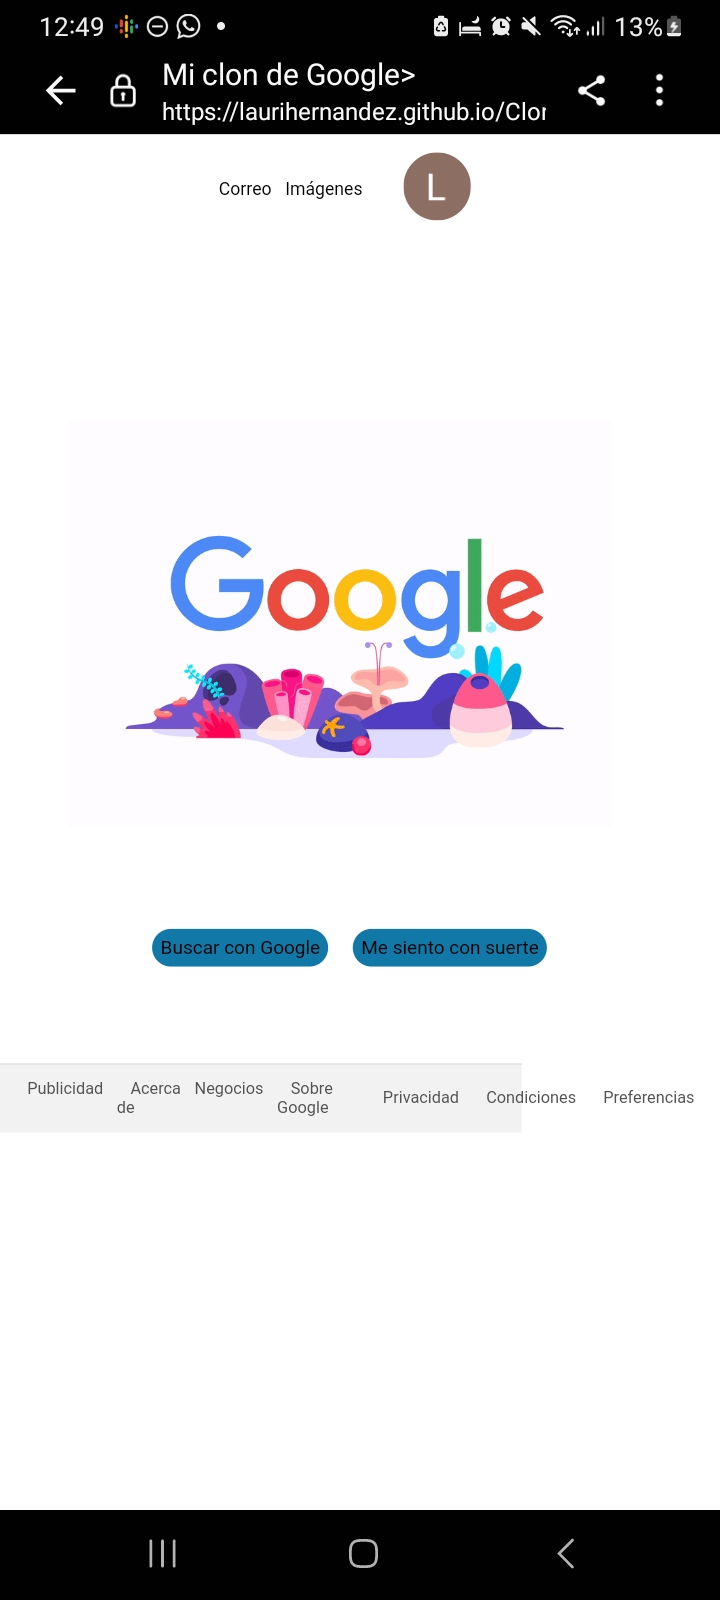 12:49 13%
Mi clon de Google>
https://laurihernandez.github.io/Clon
Correo Imágenes L
Google
Buscar con Google Me siento con suerte
Publicidad Acerca de Negocios Sobre Google Privacidad Condiciones Preferencias